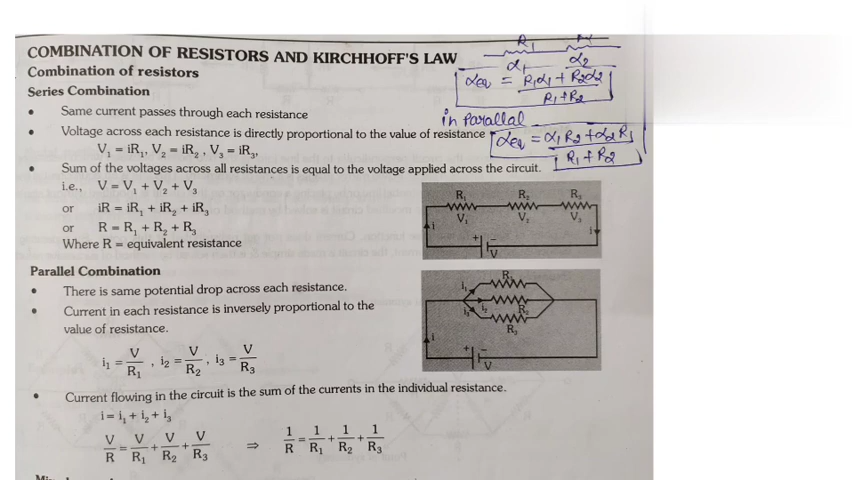 R₁
α₁ α₂
αeq = R₁α₁ + R₂α₂ / R₁ + R₂
in parallal
αeq = α₁R₂ + α₂R₁ / R₁ + R₂
COMBINATION OF RESISTORS AND KIRCHHOFF'S LAW
Combination of resistors
Series Combination
• Same current passes through each resistance
• Voltage across each resistance is directly proportional to the value of resistance
V₁ = iR₁, V₂ = iR₂ , V₃ = iR₃,
• Sum of the voltages across all resistances is equal to the voltage applied across the circuit.
i.e., V = V₁ + V₂ + V₃
or iR = iR₁ + iR₂ + iR₃
or R = R₁ + R₂ + R₃
Where R = equivalent resistance
R₁ R₂ R₃
V₁ V₂ V₃
i i
+ −
V
Parallel Combination
• There is same potential drop across each resistance.
• Current in each resistance is inversely proportional to the
value of resistance.
i₁ = V/R₁ , i₂ = V/R₂ , i₃ = V/R₃
R₁
i₁
i₂ R₂
i₃
R₃
i
+ −
V
• Current flowing in the circuit is the sum of the currents in the individual resistance.
i = i₁ + i₂ + i₃
V/R = V/R₁ + V/R₂ + V/R₃ ⇒ 1/R = 1/R₁ + 1/R₂ + 1/R₃